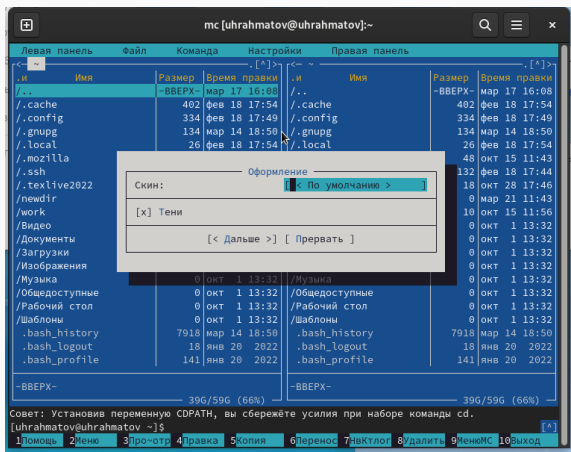 mc [uhrahmatov@uhrahmatov]:~
Левая панель Файл Команда Настройки Правая панель
<─ ~ .[^]> <─ ~ .[^]>
.и Имя Размер Время правки .и Имя Размер Время правки
/.. -ВВЕРХ- мар 17 16:08 /.. -ВВЕРХ- мар 17 16:08
/.cache 402 фев 18 17:54 /.cache 402 фев 18 17:54
/.config 334 фев 18 17:49 /.config 334 фев 18 17:49
/.gnupg 134 мар 14 18:50 /.gnupg 134 мар 14 18:50
/.local 26 фев 18 17:54 /.local 26 фев 18 17:54
/.mozilla 48 окт 15 11:43
/.ssh Оформление 132 фев 18 17:44
/.texlive2022 Скин: [ < По умолчанию > ] 18 окт 28 17:46
/newdir 0 мар 21 11:43
/work [x] Тени 10 окт 15 11:56
/Видео 0 окт 1 13:32
/Документы [< Дальше >] [ Прервать ] 0 окт 1 13:32
/Загрузки 0 окт 1 13:32
/Изображения 0 окт 1 13:32
/Музыка 0 окт 1 13:32 /Музыка 0 окт 1 13:32
/Общедоступные 0 окт 1 13:32 /Общедоступные 0 окт 1 13:32
/Рабочий стол 0 окт 1 13:32 /Рабочий стол 0 окт 1 13:32
/Шаблоны 0 окт 1 13:32 /Шаблоны 0 окт 1 13:32
.bash_history 7918 мар 14 18:50 .bash_history 7918 мар 14 18:50
.bash_logout 18 янв 20 2022 .bash_logout 18 янв 20 2022
.bash_profile 141 янв 20 2022 .bash_profile 141 янв 20 2022
-ВВЕРХ- -ВВЕРХ-
39G/59G (66%) 39G/59G (66%)
Совет: Установив переменную CDPATH, вы сбережёте усилия при наборе команды cd.
[uhrahmatov@uhrahmatov ~]$ [^]
1Помощь 2Меню 3Про~отр 4Правка 5Копия 6Перенос 7НвКтлог 8Удалить 9МенюMC 10Выход